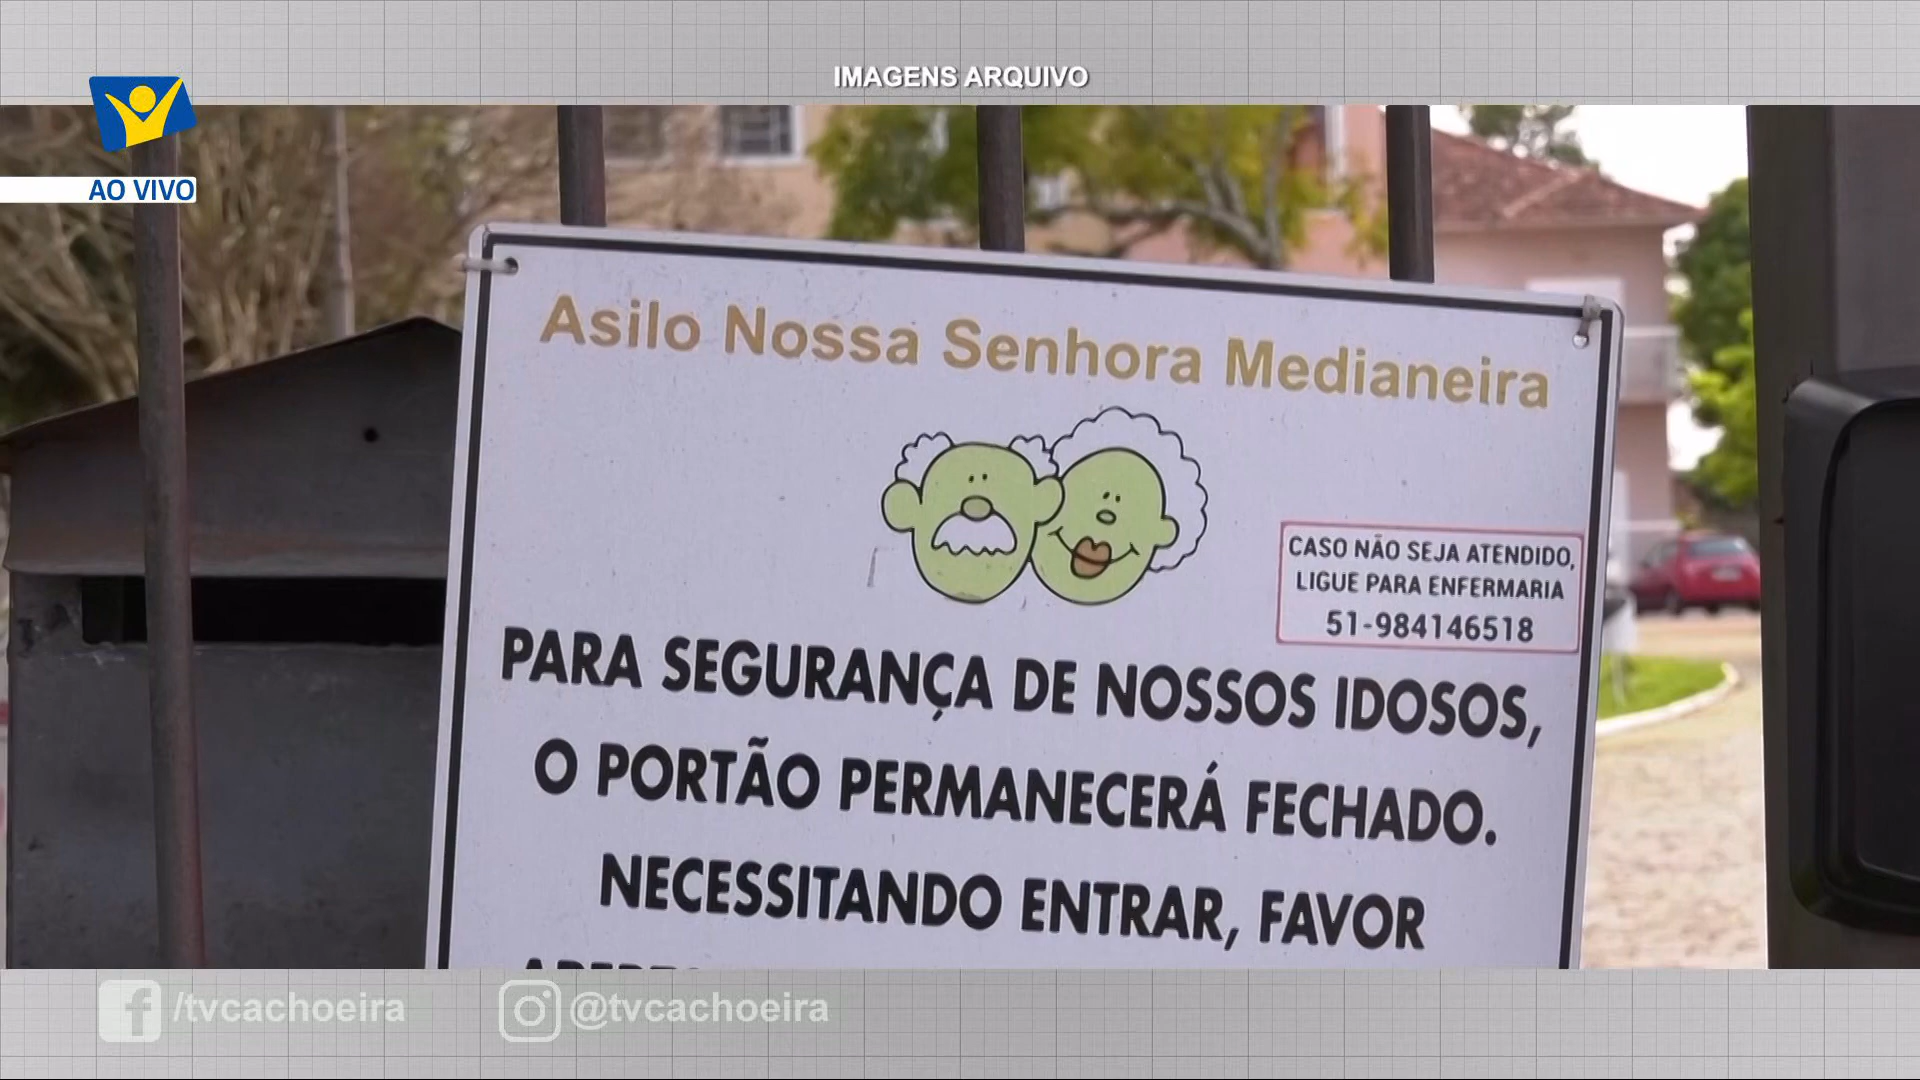 IMAGENS ARQUIVO
AO VIVO
Asilo Nossa Senhora Medianeira
CASO NÃO SEJA ATENDIDO,
LIGUE PARA ENFERMARIA
51-984146518
PARA SEGURANÇA DE NOSSOS IDOSOS,
O PORTÃO PERMANECERÁ FECHADO.
NECESSITANDO ENTRAR, FAVOR
/tvcachoeira
@tvcachoeira